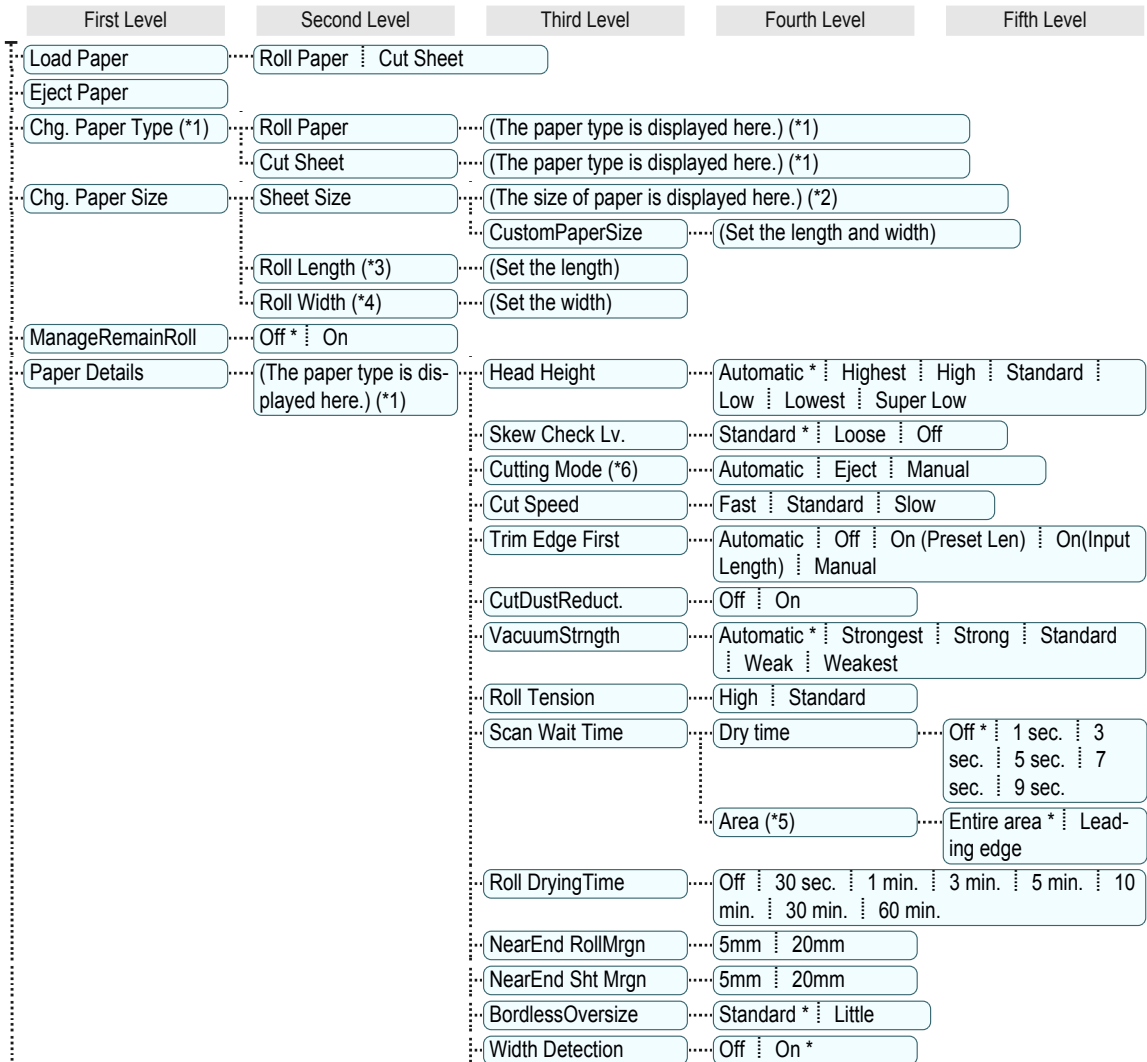 First Level Second Level Third Level Fourth Level Fifth Level
Load Paper Roll Paper ┊ Cut Sheet
Eject Paper
Chg. Paper Type (*1) Roll Paper (The paper type is displayed here.) (*1)
Cut Sheet (The paper type is displayed here.) (*1)
Chg. Paper Size Sheet Size (The size of paper is displayed here.) (*2)
CustomPaperSize (Set the length and width)
Roll Length (*3) (Set the length)
Roll Width (*4) (Set the width)
ManageRemainRoll Off * ┊ On
Paper Details (The paper type is dis-
played here.) (*1)
Head Height Automatic * ┊ Highest ┊ High ┊ Standard ┊
Low ┊ Lowest ┊ Super Low
Skew Check Lv. Standard * ┊ Loose ┊ Off
Cutting Mode (*6) Automatic ┊ Eject ┊ Manual
Cut Speed Fast ┊ Standard ┊ Slow
Trim Edge First Automatic ┊ Off ┊ On (Preset Len) ┊ On(Input
Length) ┊ Manual
CutDustReduct. Off ┊ On
VacuumStrngth Automatic * ┊ Strongest ┊ Strong ┊ Standard
┊ Weak ┊ Weakest
Roll Tension High ┊ Standard
Scan Wait Time Dry time Off * ┊ 1 sec. ┊ 3
sec. ┊ 5 sec. ┊ 7
sec. ┊ 9 sec.
Area (*5) Entire area * ┊ Lead-
ing edge
Roll DryingTime Off ┊ 30 sec. ┊ 1 min. ┊ 3 min. ┊ 5 min. ┊ 10
min. ┊ 30 min. ┊ 60 min.
NearEnd RollMrgn 5mm ┊ 20mm
NearEnd Sht Mrgn 5mm ┊ 20mm
BordlessOversize Standard * ┊ Little
Width Detection Off ┊ On *